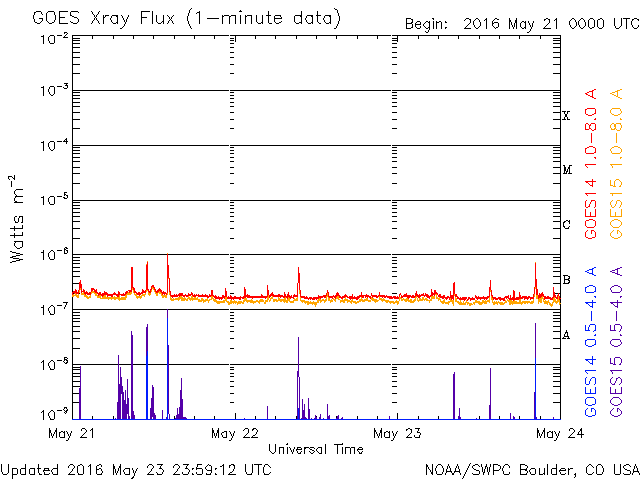 GOES Xray Flux (1-minute data)
Begin: 2016 May 21 0000 UTC
10-2
10-3
10-4
10-5
10-6
10-7
10-8
10-9
Watts m-2
X
M
C
B
A
May 21
May 22
May 23
May 24
Universal Time
GOES14 1.0-8.0 A
GOES15 1.0-8.0 A
GOES14 0.5-4.0 A
GOES15 0.5-4.0 A
Updated 2016 May 23 23:59:12 UTC
NOAA/SWPC Boulder, CO USA